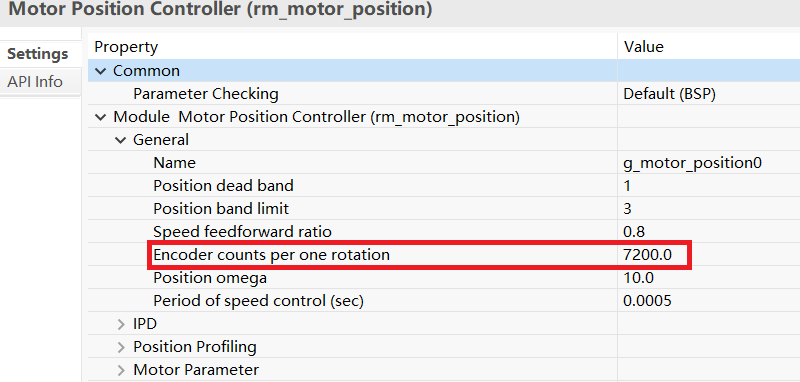 Motor Position Controller (rm_motor_position)
Settings
API Info
Property Value
Common
Parameter Checking Default (BSP)
Module Motor Position Controller (rm_motor_position)
General
Name g_motor_position0
Position dead band 1
Position band limit 3
Speed feedforward ratio 0.8
Encoder counts per one rotation 7200.0
Position omega 10.0
Period of speed control (sec) 0.0005
IPD
Position Profiling
Motor Parameter